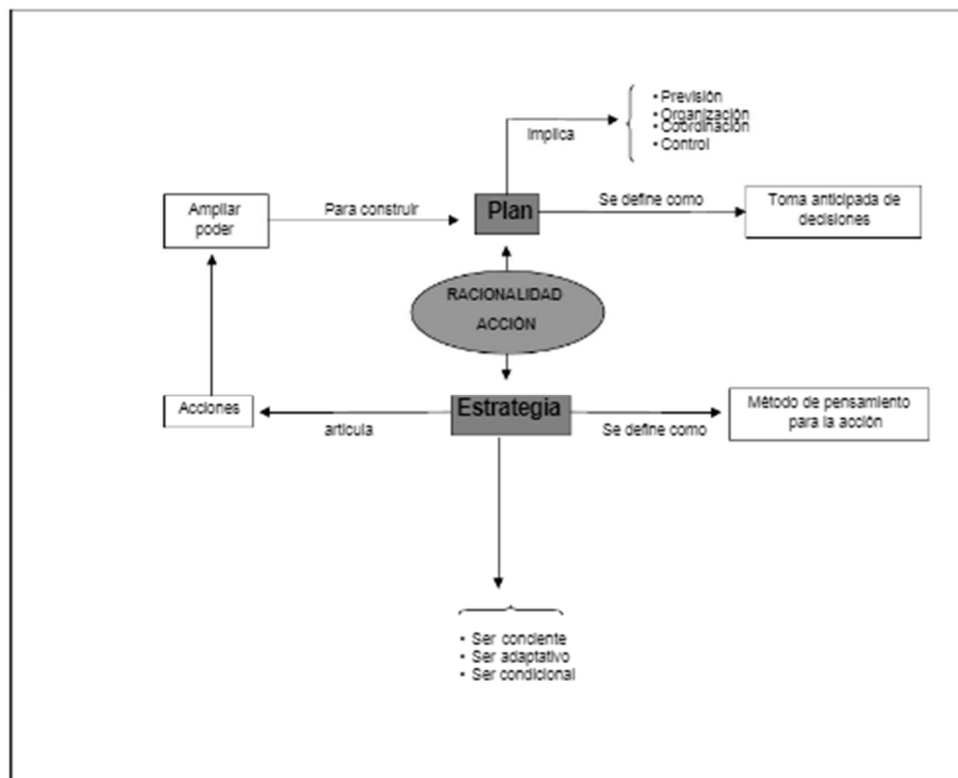 • Previsión
• Organización
• Coordinación
• Control
Implica
Ampliar
poder
Para construir
Plan
Se define como
Toma anticipada de
decisiones
RACIONALIDAD
ACCIÓN
Acciones
articula
Estrategia
Se define como
Método de pensamiento
para la acción
• Ser conciente
• Ser adaptativo
• Ser condicional